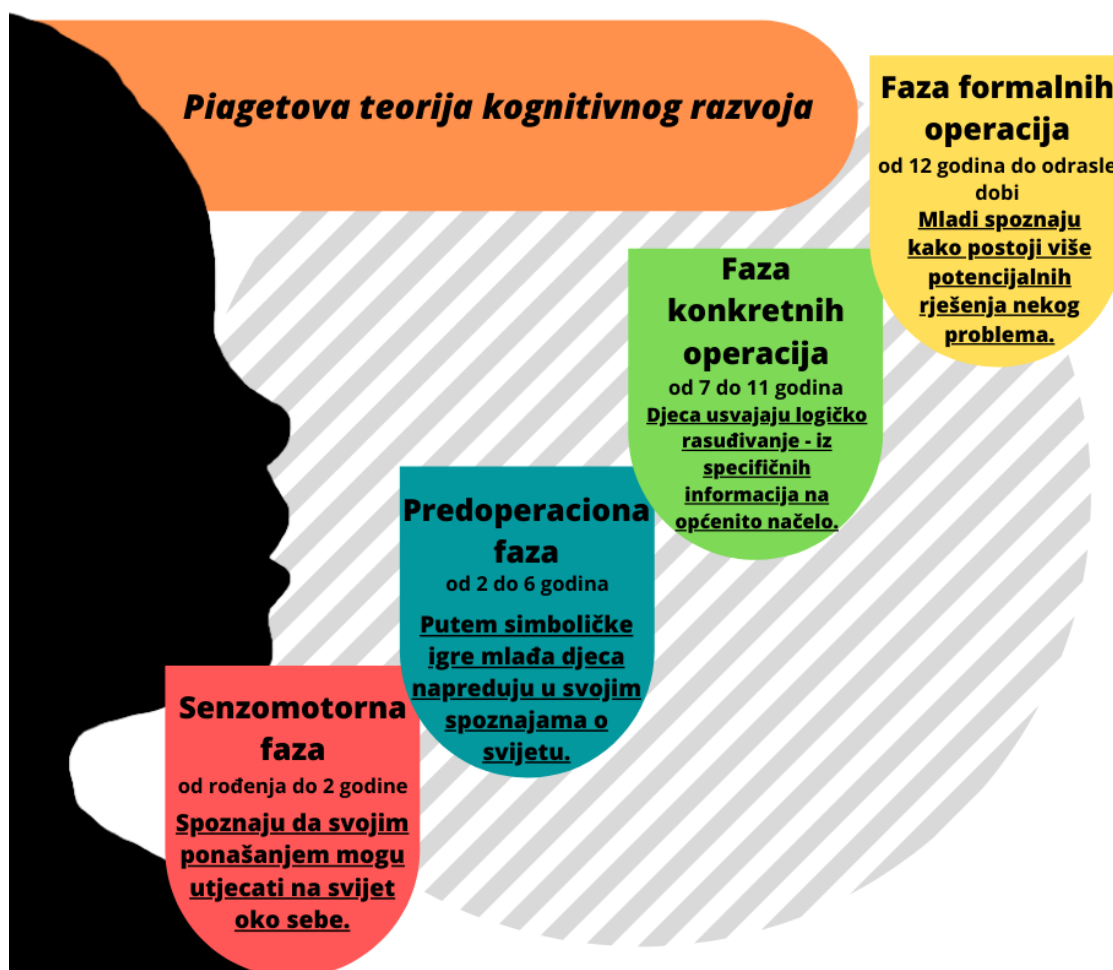 Piagetova teorija kognitivnog razvoja
Faza formalnih
operacija
od 12 godina do odrasle
dobi
Mladi spoznaju
kako postoji više
potencijalnih
rješenja nekog
problema.
Faza
konkretnih
operacija
od 7 do 11 godina
Djeca usvajaju logičko
rasuđivanje - iz
specifičnih
informacija na
općenito načelo.
Predoperaciona
faza
od 2 do 6 godina
Putem simboličke
igre mlađa djeca
napreduju u svojim
spoznajama o
svijetu.
Senzomotorna
faza
od rođenja do 2 godine
Spoznaju da svojim
ponašanjem mogu
utjecati na svijet
oko sebe.